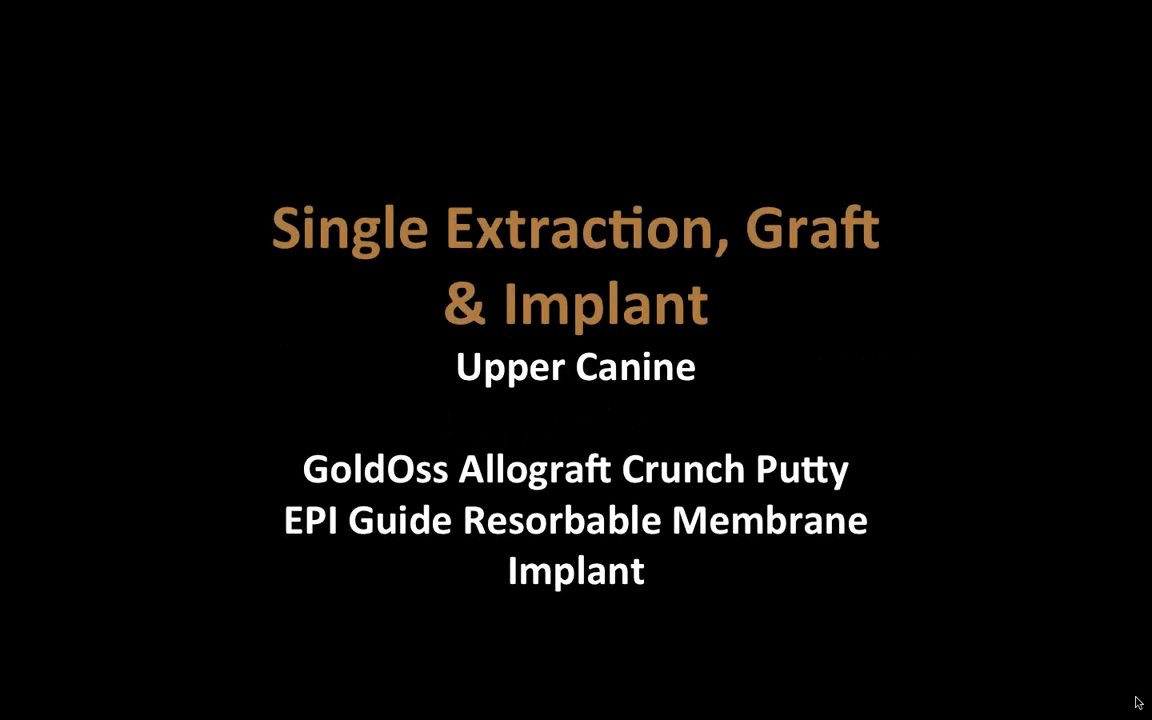 Single Extraction, Graft
& Implant
Upper Canine
GoldOss Allograft Crunch Putty
EPI Guide Resorbable Membrane
Implant